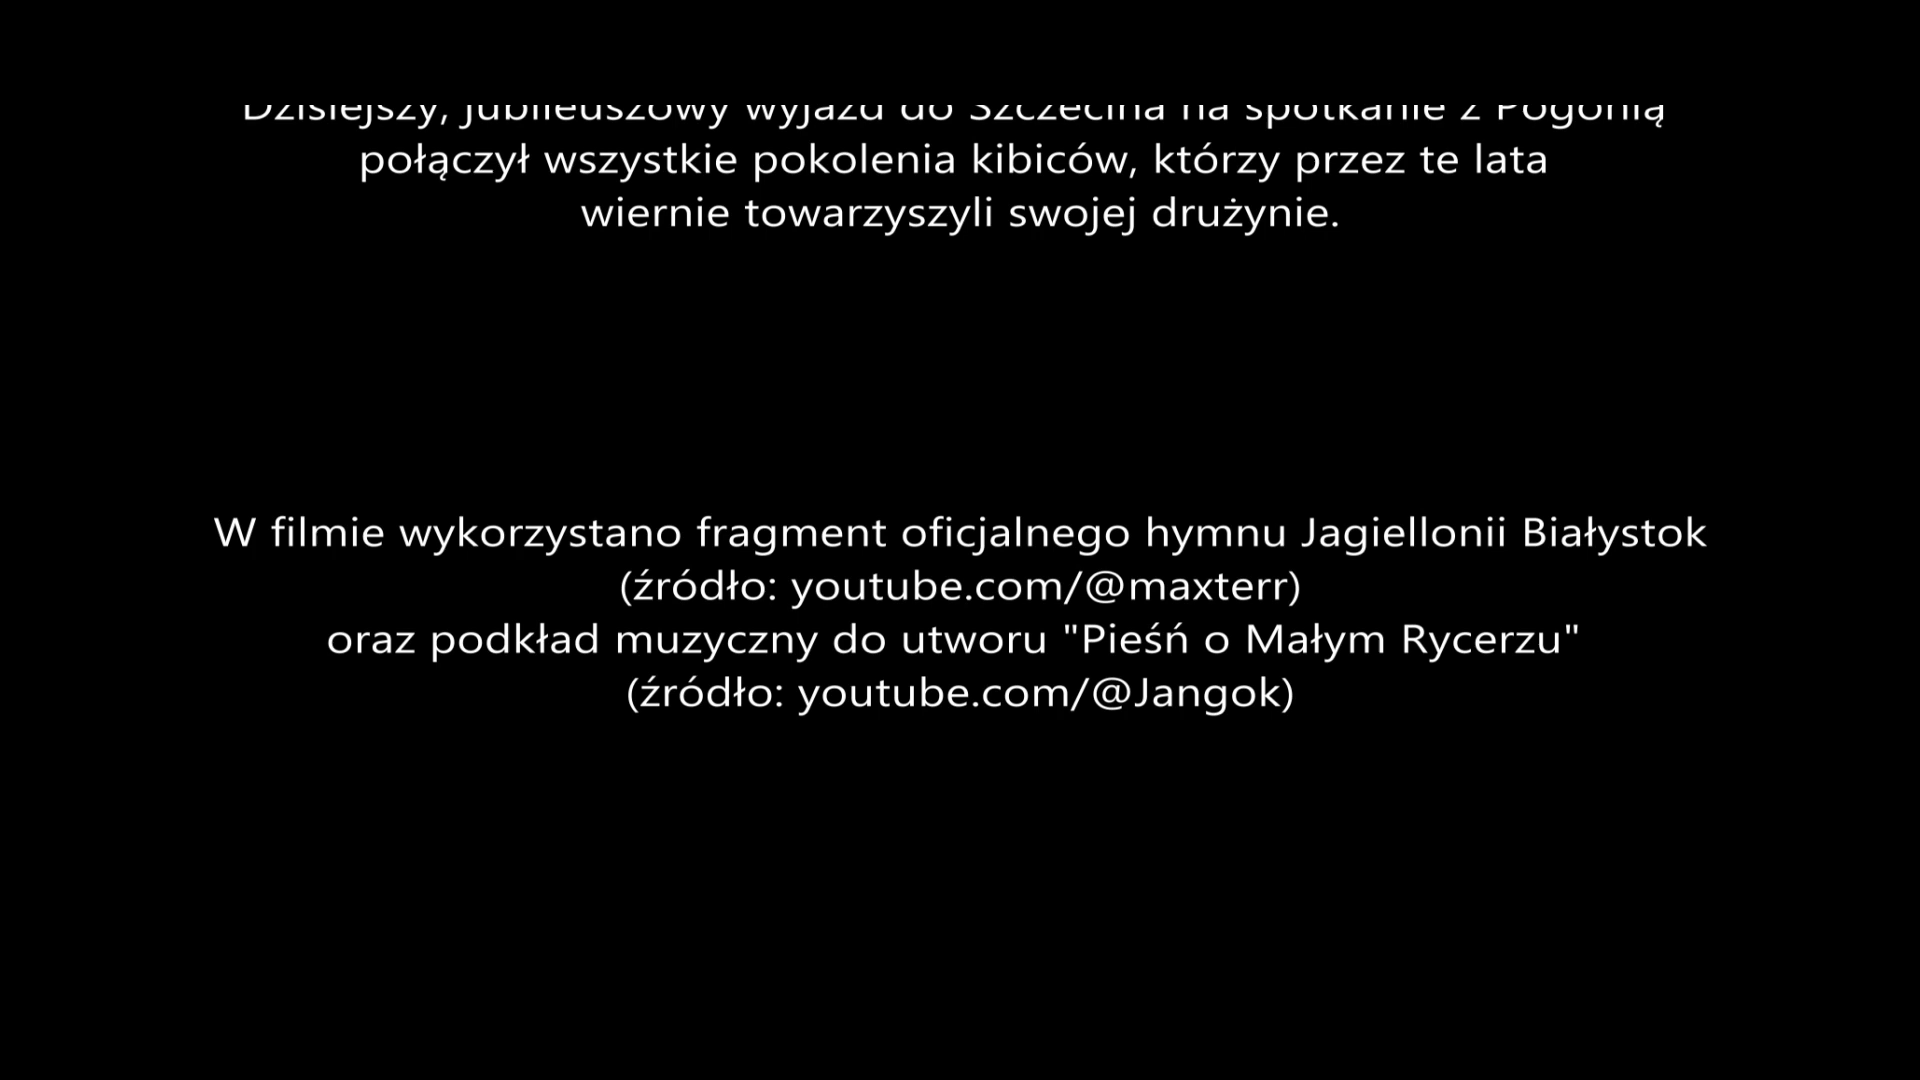 Dzisiejszy, jubileuszowy wyjazd do Szczecina na spotkanie z Pogonią
połączył wszystkie pokolenia kibiców, którzy przez te lata
wiernie towarzyszyli swojej drużynie.
W filmie wykorzystano fragment oficjalnego hymnu Jagiellonii Białystok
(źródło: youtube.com/@maxterr)
oraz podkład muzyczny do utworu "Pieśń o Małym Rycerzu"
(źródło: youtube.com/@Jangok)